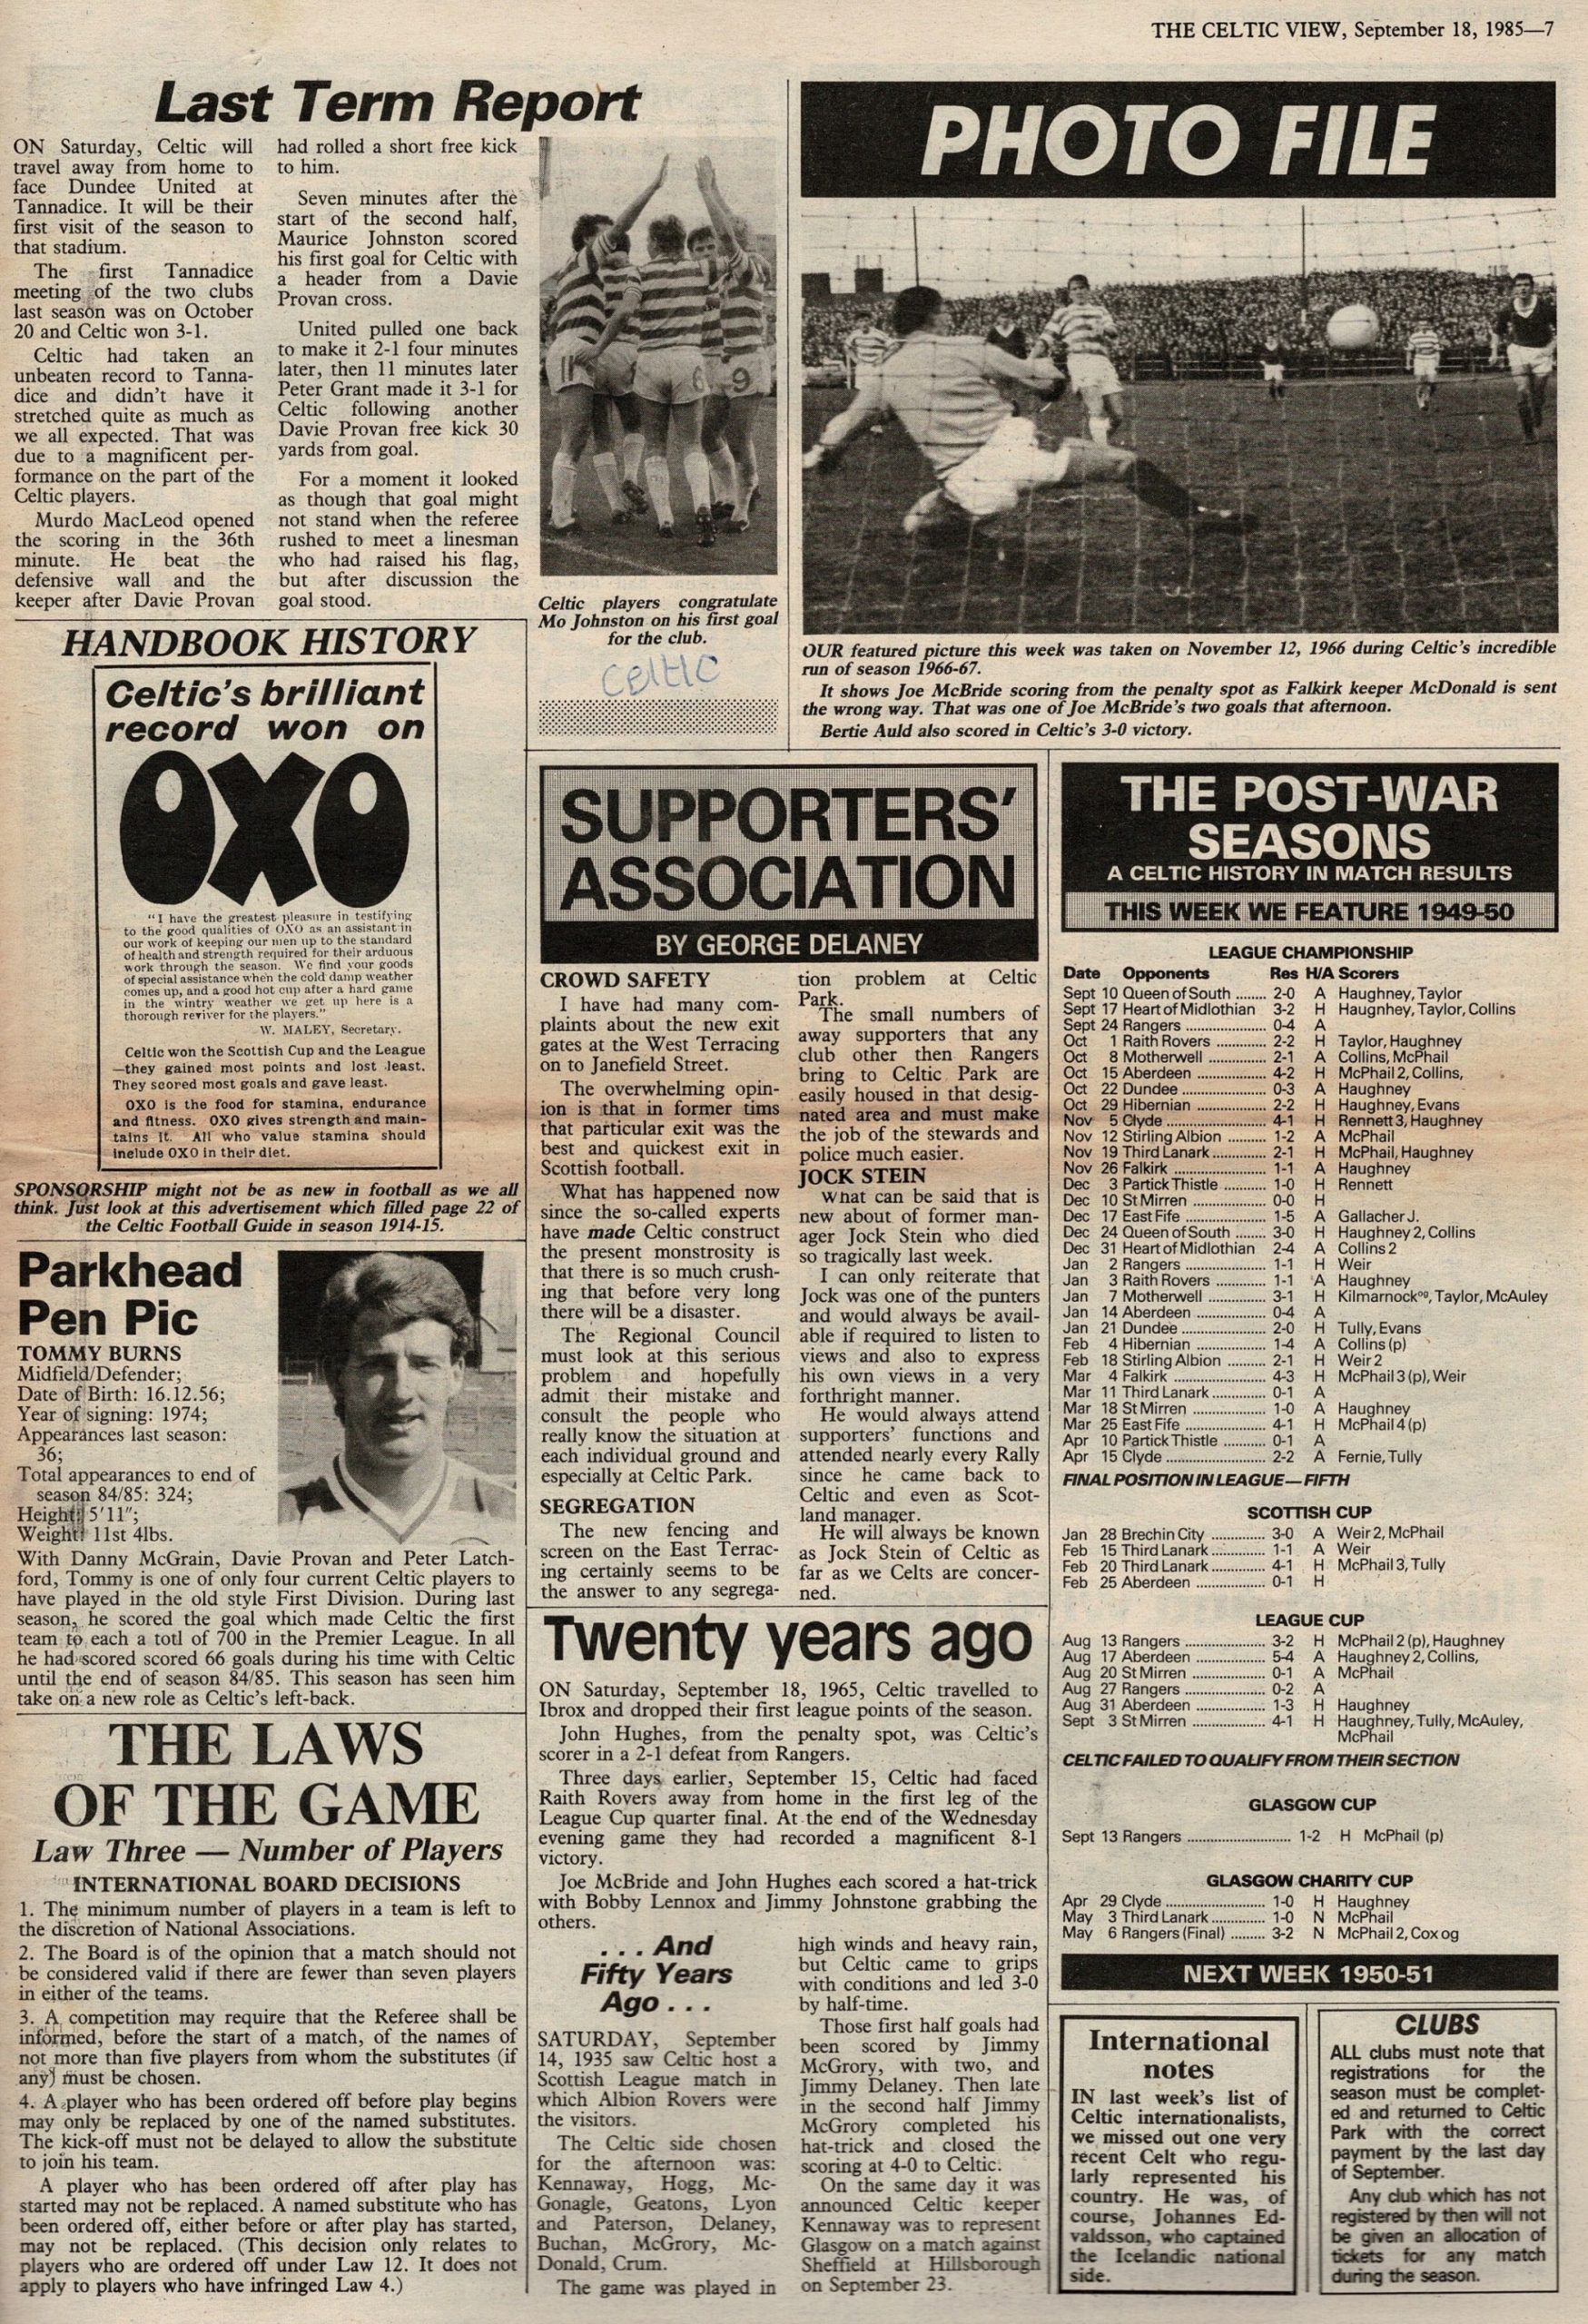 THE CELTIC VIEW, September 18, 1985—7
Last Term Report
ON Saturday, Celtic will
travel away from home to
face Dundee United at
Tannadice. It will be their
first visit of the season to
that stadium.
The first Tannadice
meeting of the two clubs
last season was on October
20 and Celtic won 3-1.
Celtic had taken an
unbeaten record to Tanna-
dice and didn't have it
stretched quite as much as
we all expected. That was
due to a magnificent per-
formance on the part of the
Celtic players.
Murdo MacLeod opened
the scoring in the 36th
minute. He beat the
defensive wall and the
keeper after Davie Provan
had rolled a short free kick
to him.
Seven minutes after the
start of the second half,
Maurice Johnston scored
his first goal for Celtic with
a header from a Davie
Provan cross.
United pulled one back
to make it 2-1 four minutes
later, then 11 minutes later
Peter Grant made it 3-1 for
Celtic following another
Davie Provan free kick 30
yards from goal.
For a moment it looked
as though that goal might
not stand when the referee
rushed to meet a linesman
who had raised his flag,
but after discussion the
goal stood.
11
6
9
Celtic players congratulate
Mo Johnston on his first goal
for the club.
Celtic
PHOTO FILE
OUR featured picture this week was taken on November 12, 1966 during Celtic's incredible
run of season 1966-67.
It shows Joe McBride scoring from the penalty spot as Falkirk keeper McDonald is sent
the wrong way. That was one of Joe McBride's two goals that afternoon.
Bertie Auld also scored in Celtic's 3-0 victory.
HANDBOOK HISTORY
Celtic's brilliant
record won on
OXO
"I have the greatest pleasure in testifying
to the good qualities of OXO as an assistant in
our work of keeping our men up to the standard
of health and strength required for their arduous
work through the season. We find your goods
of special assistance when the cold damp weather
comes up, and a good hot cup after a hard game
in the wintry weather we get up here is a
thorough reviver for the players."
W. MALEY, Secretary.
Celtic won the Scottish Cup and the League
—they gained most points and lost least.
They scored most goals and gave least.
OXO is the food for stamina, endurance
and fitness. OXO gives strength and main-
tains it. All who value stamina should
include OXO in their diet.
SPONSORSHIP might not be as new in football as we all
think. Just look at this advertisement which filled page 22 of
the Celtic Football Guide in season 1914-15.
Parkhead
Pen Pic
TOMMY BURNS
Midfield/Defender;
Date of Birth: 16.12.56;
Year of signing: 1974;
Appearances last season:
36;
Total appearances to end of
season 84/85: 324;
Height: 5'11";
Weight: 11st 4lbs.
With Danny McGrain, Davie Provan and Peter Latch-
ford, Tommy is one of only four current Celtic players to
have played in the old style First Division. During last
season, he scored the goal which made Celtic the first
team to each a totl of 700 in the Premier League. In all
he had scored scored 66 goals during his time with Celtic
until the end of season 84/85. This season has seen him
take on a new role as Celtic's left-back.
THE LAWS
OF THE GAME
Law Three — Number of Players
INTERNATIONAL BOARD DECISIONS
1. The minimum number of players in a team is left to
the discretion of National Associations.
2. The Board is of the opinion that a match should not
be considered valid if there are fewer than seven players
in either of the teams.
3. A competition may require that the Referee shall be
informed, before the start of a match, of the names of
not more than five players from whom the substitutes (if
any) must be chosen.
4. A player who has been ordered off before play begins
may only be replaced by one of the named substitutes.
The kick-off must not be delayed to allow the substitute
to join his team.
A player who has been ordered off after play has
started may not be replaced. A named substitute who has
been ordered off, either before or after play has started,
may not be replaced. (This decision only relates to
players who are ordered off under Law 12. It does not
apply to players who have infringed Law 4.)
SUPPORTERS'
ASSOCIATION
BY GEORGE DELANEY
CROWD SAFETY
I have had many com-
plaints about the new exit
gates at the West Terracing
on to Janefield Street.
The overwhelming opin-
ion is that in former tims
that particular exit was the
best and quickest exit in
Scottish football.
What has happened now
since the so-called experts
have made Celtic construct
the present monstrosity is
that there is so much crush-
ing that before very long
there will be a disaster.
The Regional Council
must look at this serious
problem and hopefully
admit their mistake and
consult the people who
really know the situation at
each individual ground and
especially at Celtic Park.
SEGREGATION
The new fencing and
screen on the East Terrac-
ing certainly seems to be
the answer to any segrega-
tion problem at Celtic
Park.
The small numbers of
away supporters that any
club other then Rangers
bring to Celtic Park are
easily housed in that desig-
nated area and must make
the job of the stewards and
police much easier.
JOCK STEIN
What can be said that is
new about of former man-
ager Jock Stein who died
so tragically last week.
I can only reiterate that
Jock was one of the punters
and would always be avail-
able if required to listen to
views and also to express
his own views in a very
forthright manner.
He would always attend
supporters' functions and
attended nearly every Rally
since he came back to
Celtic and even as Scot-
land manager.
He will always be known
as Jock Stein of Celtic as
far as we Celts are concer-
ned.
Twenty years ago
ON Saturday, September 18, 1965, Celtic travelled to
Ibrox and dropped their first league points of the season.
John Hughes, from the penalty spot, was Celtic's
scorer in a 2-1 defeat from Rangers.
Three days earlier, September 15, Celtic had faced
Raith Rovers away from home in the first leg of the
League Cup quarter final. At the end of the Wednesday
evening game they had recorded a magnificent 8-1
victory.
Joe McBride and John Hughes each scored a hat-trick
with Bobby Lennox and Jimmy Johnstone grabbing the
others.
. . . And
Fifty Years
Ago . . .
SATURDAY, September
14, 1935 saw Celtic host a
Scottish League match in
which Albion Rovers were
the visitors.
The Celtic side chosen
for the afternoon was:
Kennaway, Hogg, Mc-
Gonagle, Geatons, Lyon
and Paterson, Delaney,
Buchan, McGrory, Mc-
Donald, Crum.
The game was played in
high winds and heavy rain,
but Celtic came to grips
with conditions and led 3-0
by half-time.
Those first half goals had
been scored by Jimmy
McGrory, with two, and
Jimmy Delaney. Then late
in the second half Jimmy
McGrory completed his
hat-trick and closed the
scoring at 4-0 to Celtic.
On the same day it was
announced Celtic keeper
Kennaway was to represent
Glasgow on a match against
Sheffield at Hillsborough
on September 23.
THE POST-WAR
SEASONS
A CELTIC HISTORY IN MATCH RESULTS
THIS WEEK WE FEATURE 1949-50
LEAGUE CHAMPIONSHIP
Date Opponents Res H/A Scorers
Sept 10 Queen of South ........ 2-0 A Haughney, Taylor
Sept 17 Heart of Midlothian 3-2 H Haugnhey, Taylor, Collins
Sept 24 Rangers ..................... 0-4 A
Oct 1 Raith Rovers ............. 2-2 H Taylor, Haughney
Oct 8 Motherwell ............... 2-1 A Collins, McPhail
Oct 15 Aberdeen .................. 4-2 H McPhail 2, Collins,
Oct 22 Dundee ...................... 0-3 A Haughney
Oct 29 Hibernian .................. 2-2 H Haughney, Evans
Nov 5 Clyde .......................... 4-1 H Rennett 3, Haughney
Nov 12 Stirling Albion .......... 1-2 A McPhail
Nov 19 Third Lanark .............. 2-1 H McPhail, Haughney
Nov 26 Falkirk ........................ 1-1 A Haughney
Dec 3 Partick Thistle ........... 1-0 H Rennett
Dec 10 St Mirren ................... 0-0 H
Dec 17 East Fife ..................... 1-5 A Gallacher J.
Dec 24 Queen of South ........ 3-0 H Haughney 2, Collins
Dec 31 Heart of Midlothian 2-4 A Collins 2
Jan 2 Rangers ..................... 1-1 H Weir
Jan 3 Raith Rovers ............. 1-1 A Haughney
Jan 7 Motherwell ............... 3-1 H Kilmarnock og, Taylor, McAuley
Jan 14 Aberdeen .................. 0-4 A
Jan 21 Dundee ...................... 2-0 H Tully, Evans
Feb 4 Hibernian .................. 1-4 A Collins (p)
Feb 18 Stirling Albion .......... 2-1 H Weir 2
Mar 4 Falkirk ........................ 4-3 H McPhail 3 (p), Weir
Mar 11 Third Lanark .............. 0-1 A
Mar 18 St Mirren ................... 1-0 A Haughney
Mar 25 East Fife ..................... 4-1 H McPhail 4 (p)
Apr 10 Partick Thistle ........... 0-1 A
Apr 15 Clyde .......................... 2-2 A Fernie, Tully
FINAL POSITION IN LEAGUE — FIFTH
SCOTTISH CUP
Jan 28 Brechin City .............. 3-0 A Weir 2, McPhail
Feb 15 Third Lanark .............. 1-1 A Weir
Feb 20 Third Lanark .............. 4-1 H McPhail 3, Tully
Feb 25 Aberdeen .................. 0-1 H
LEAGUE CUP
Aug 13 Rangers ..................... 3-2 H McPhail 2 (p), Haughney
Aug 17 Aberdeen .................. 5-4 A Haughney 2, Collins,
Aug 20 St Mirren ................... 0-1 A McPhail
Aug 27 Rangers ..................... 0-2 A
Aug 31 Aberdeen .................. 1-3 H Haughney
Sept 3 St Mirren ................... 4-1 H Haughney, Tully, McAuley,
McPhail
CELTIC FAILED TO QUALIFY FROM THEIR SECTION
GLASGOW CUP
Sept 13 Rangers ........................... 1-2 H McPhail (p)
GLASGOW CHARITY CUP
Apr 29 Clyde .......................... 1-0 H Haughney
May 3 Third Lanark .............. 1-0 N McPhail
May 6 Rangers (Final) ......... 3-2 N McPhail 2, Cox og
NEXT WEEK 1950-51
International
notes
IN last week's list of
Celtic internationalists,
we missed out one very
recent Celt who regu-
larly represented his
country. He was, of
course, Johannes Ed-
valdsson, who captained
the Icelandic national
side.
CLUBS
ALL clubs must note that
registrations for the
season must be complet-
ed and returned to Celtic
Park with the correct
payment by the last day
of September.
Any club which has not
registered by then will not
be given an allocation of
tickets for any match
during the season.